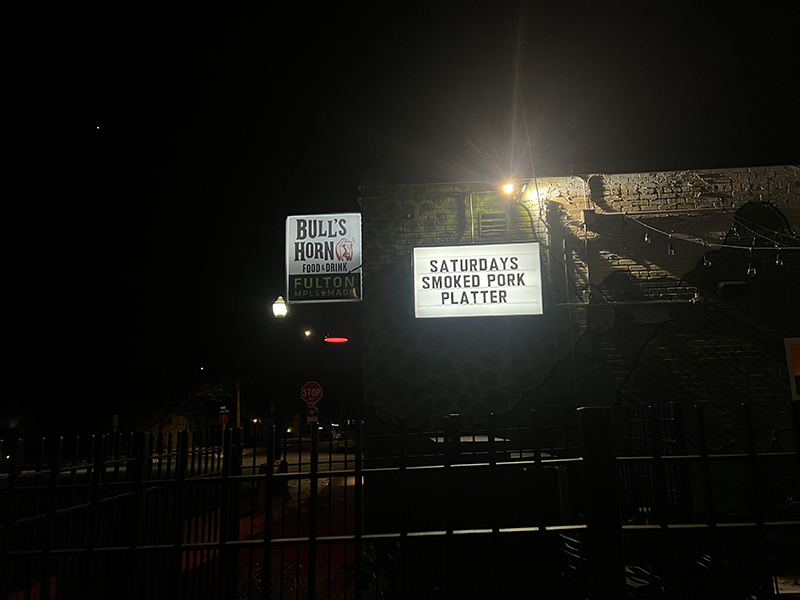 BULL'S
HORN
FOOD & DRINK
FULTON
MPLS★MADE
SATURDAYS
SMOKED PORK
PLATTER
STOP